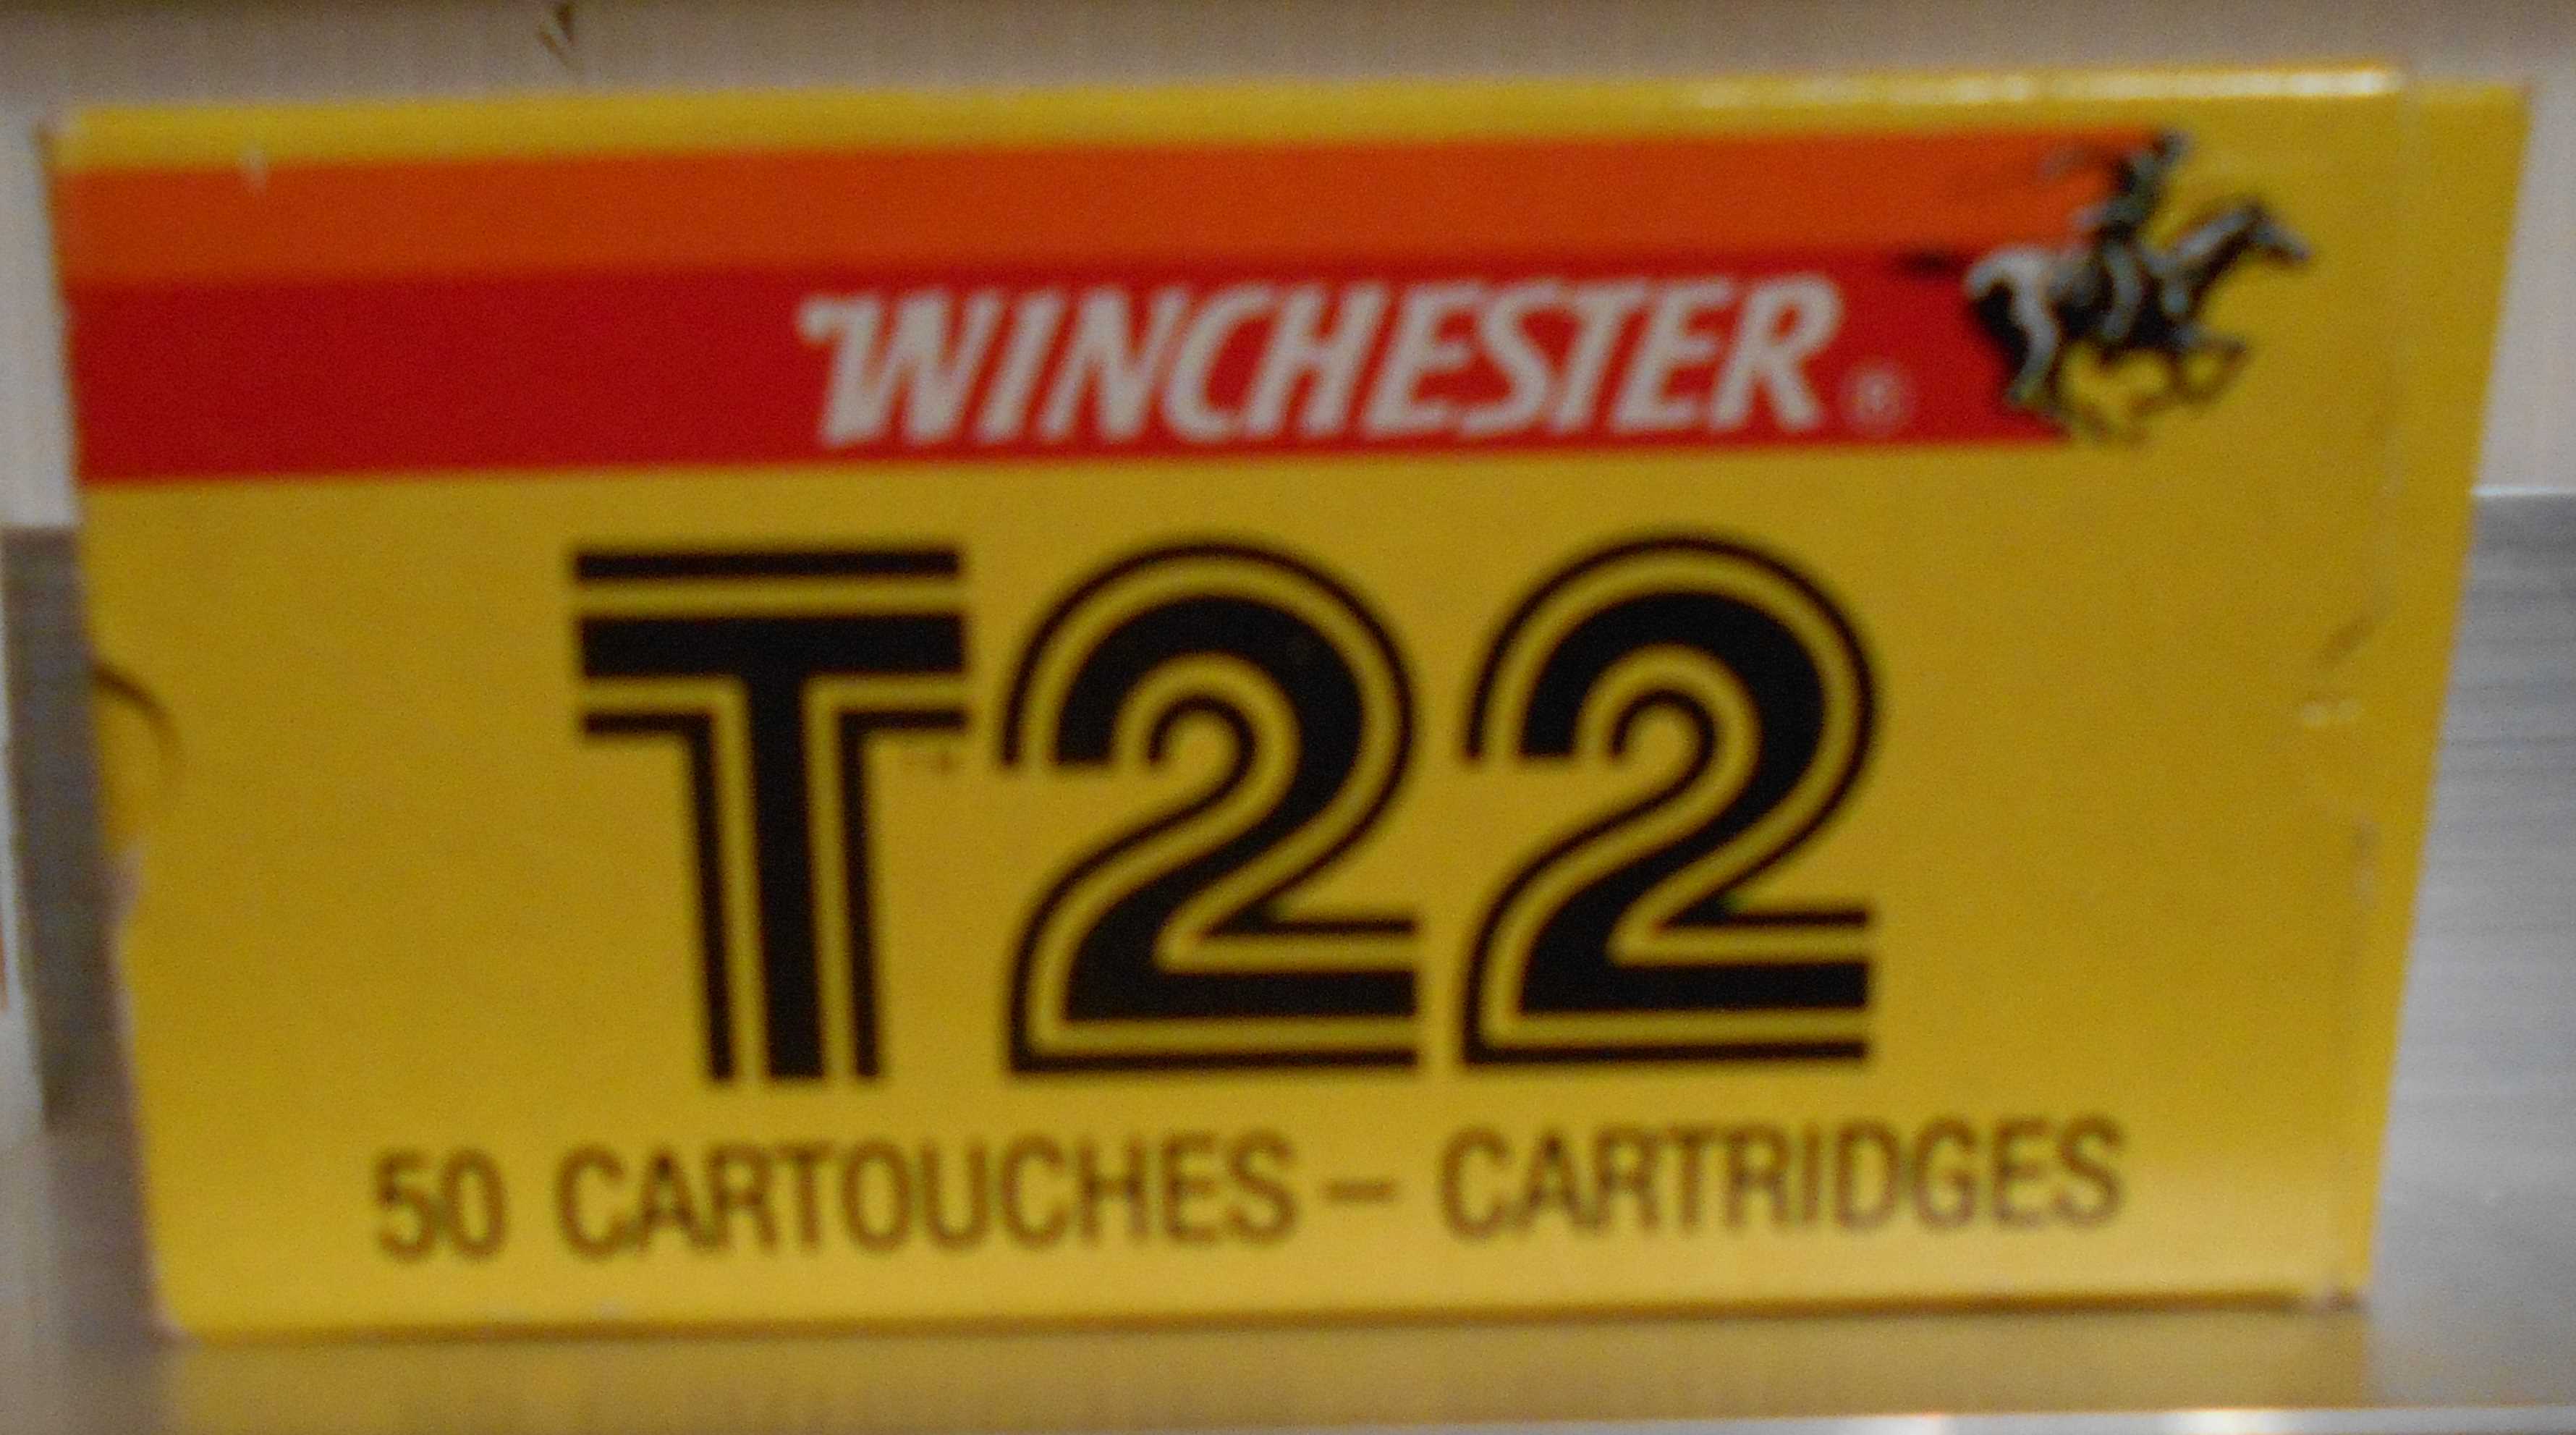 WINCHESTER ®
T22
50 CARTOUCHES – CARTRIDGES